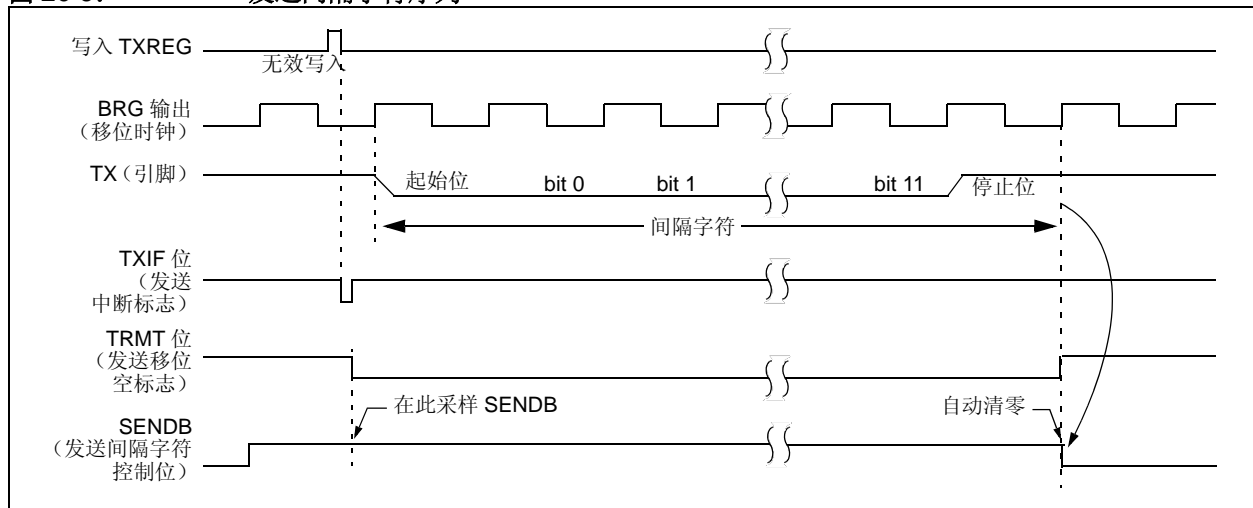 写入 TXREG
无效写入
BRG 输出
（移位时钟）
TX（引脚）
起始位
bit 0
bit 1
bit 11
停止位
间隔字符
TXIF 位
（发送
中断标志）
TRMT 位
（发送移位
空标志）
在此采样 SENDB
自动清零
SENDB
（发送间隔字符
控制位）